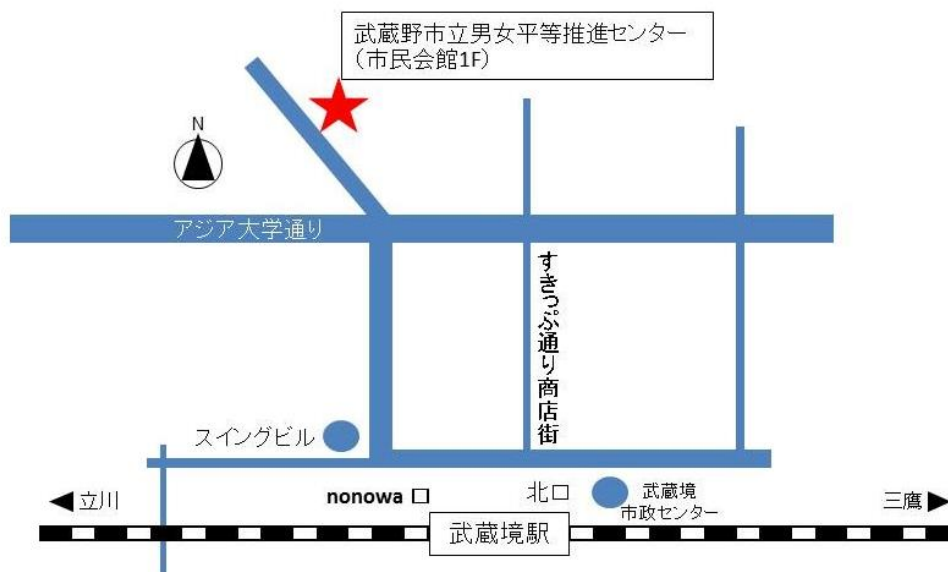 武蔵野市立男女平等推進センター
(市民会館1F)
N
アジア大学通り
すきっぷ通り商店街
スイングビル
nonowa
北口
武蔵境
市政センター
立川
三鷹
武蔵境駅